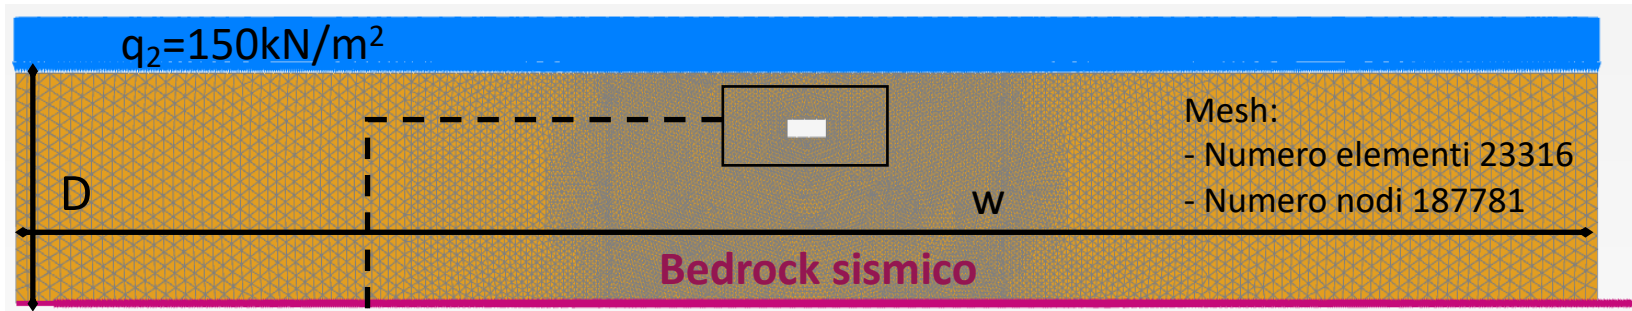 q₂=150kN/m²
Mesh:
- Numero elementi 23316
- Numero nodi 187781
D
w
Bedrock sismico